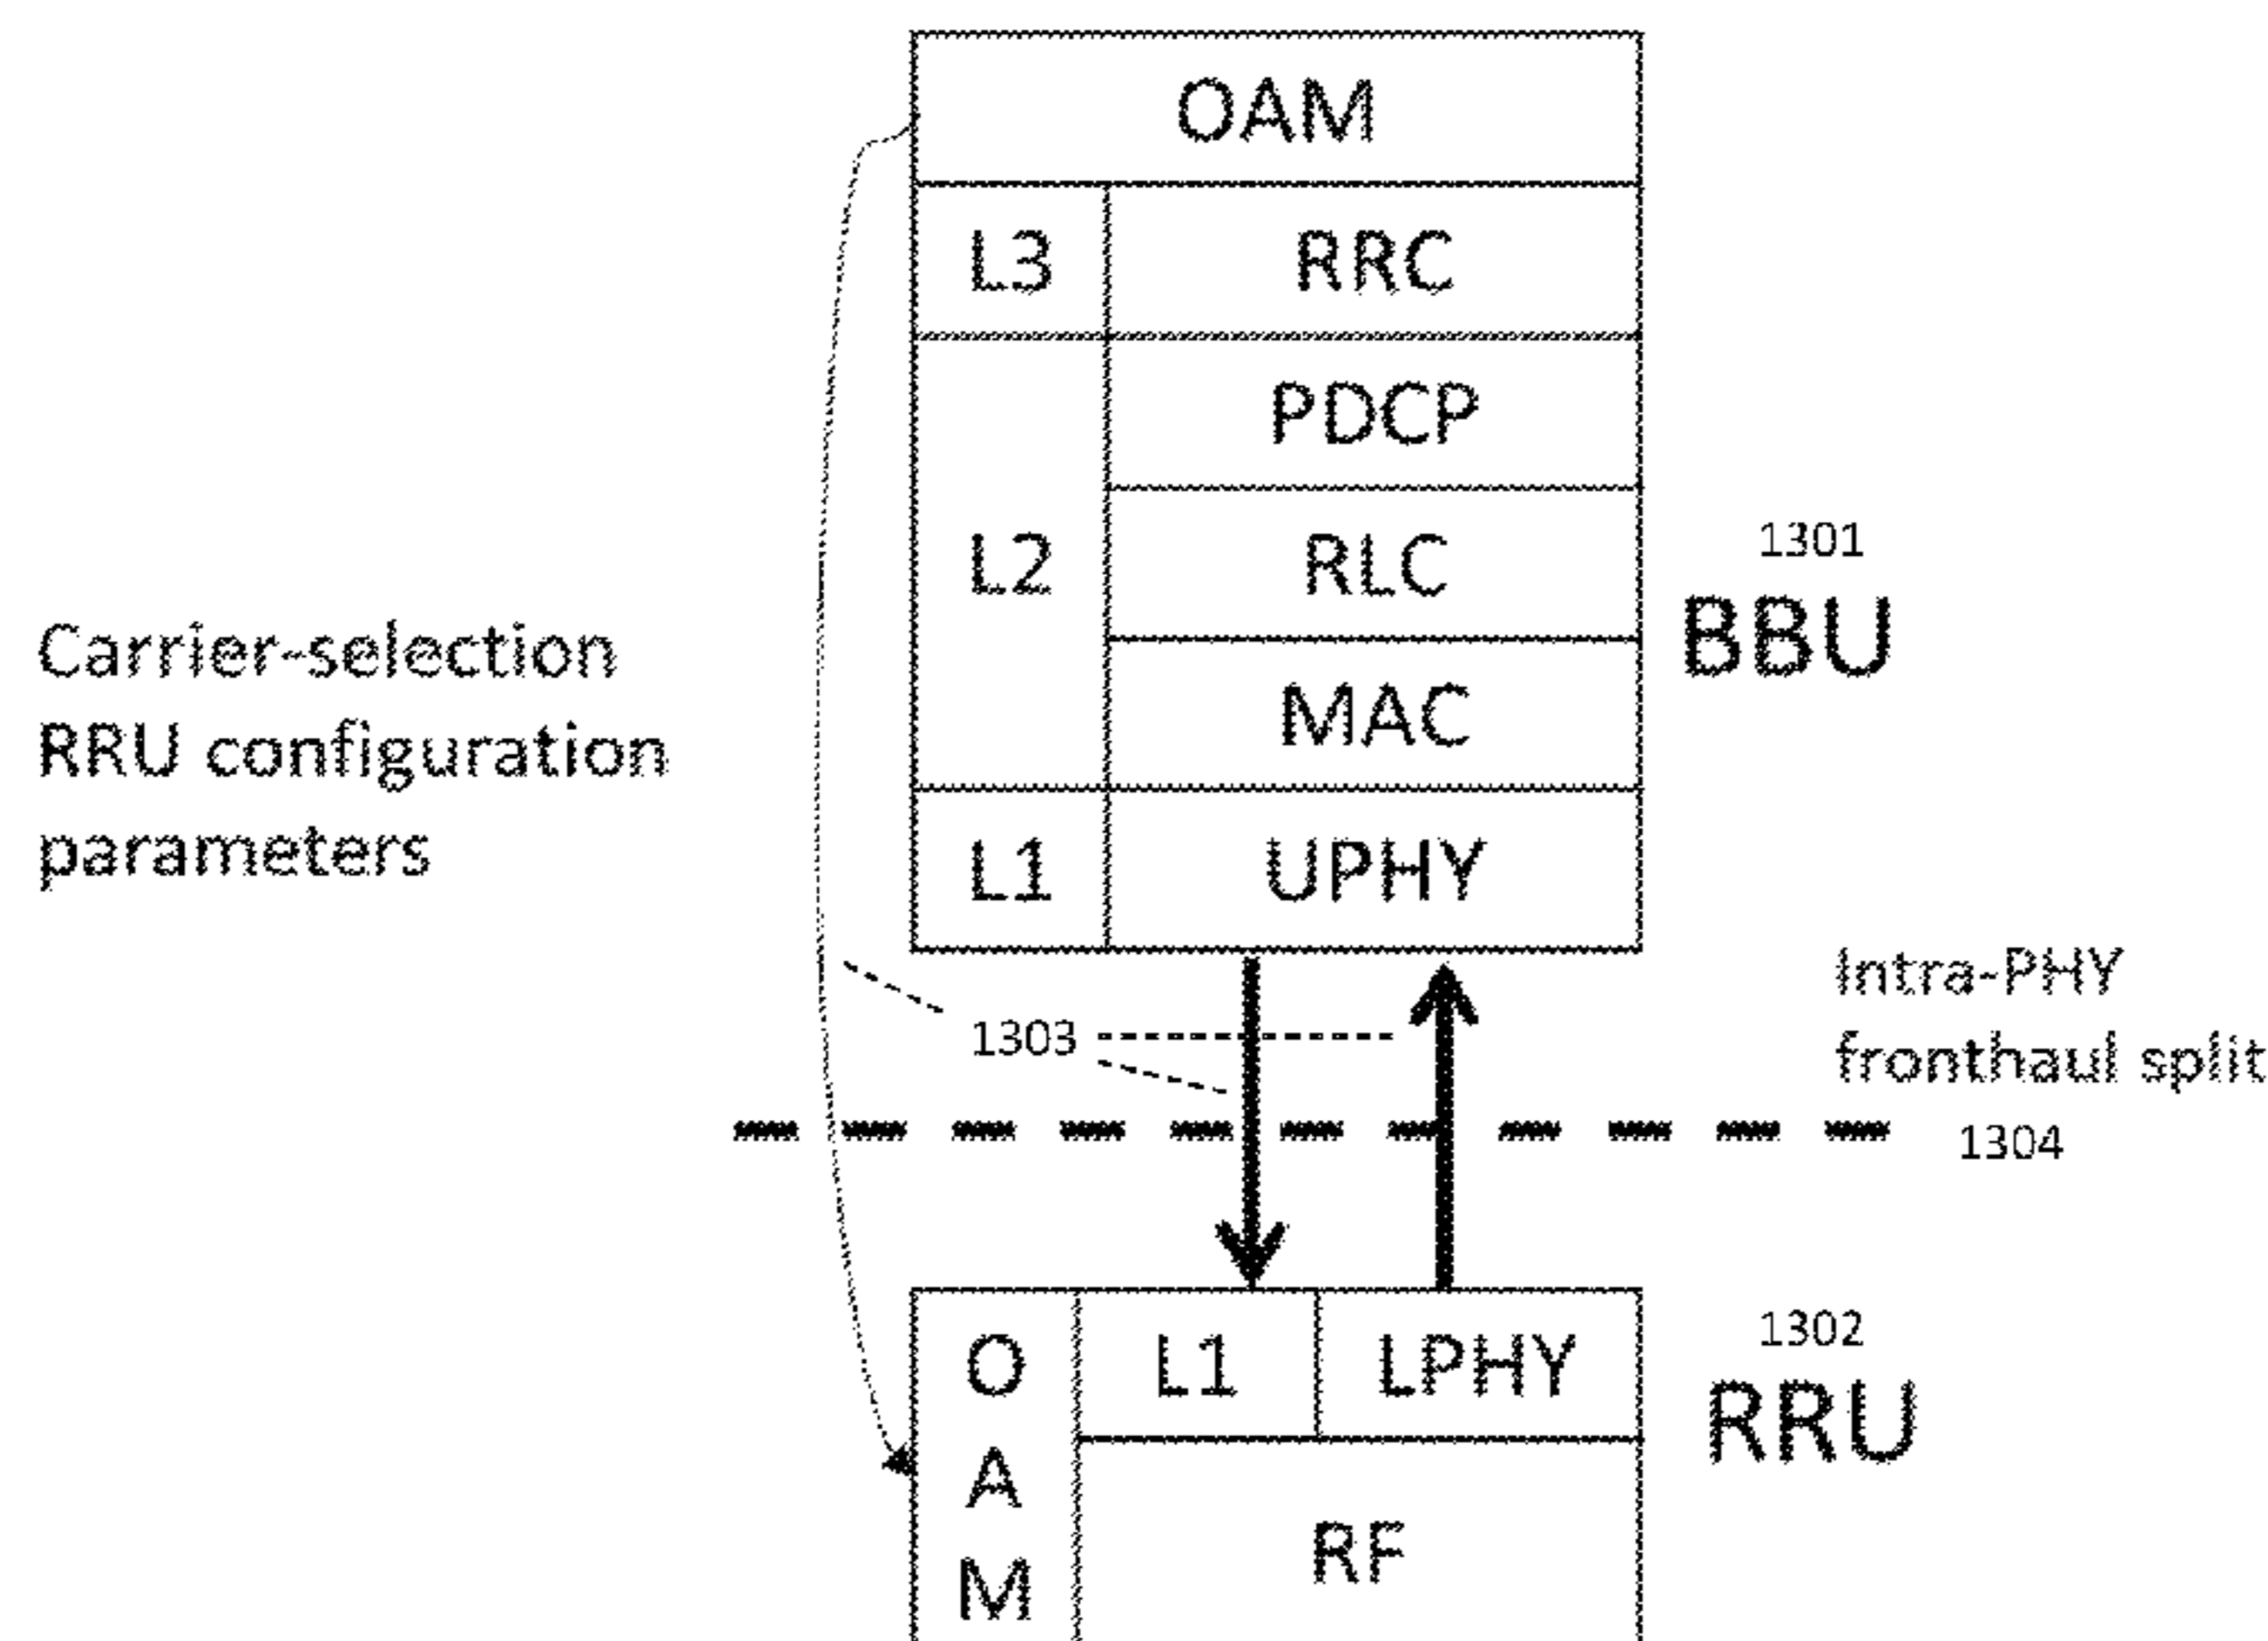 OAM
L3 RRC
PDCP
L2 RLC
MAC
L1 UPHY
1301
BBU
Carrier-selection
RRU configuration
parameters
1303
Intra-PHY
fronthaul split
1304
O
A
M
L1 LPHY
RF
1302
RRU